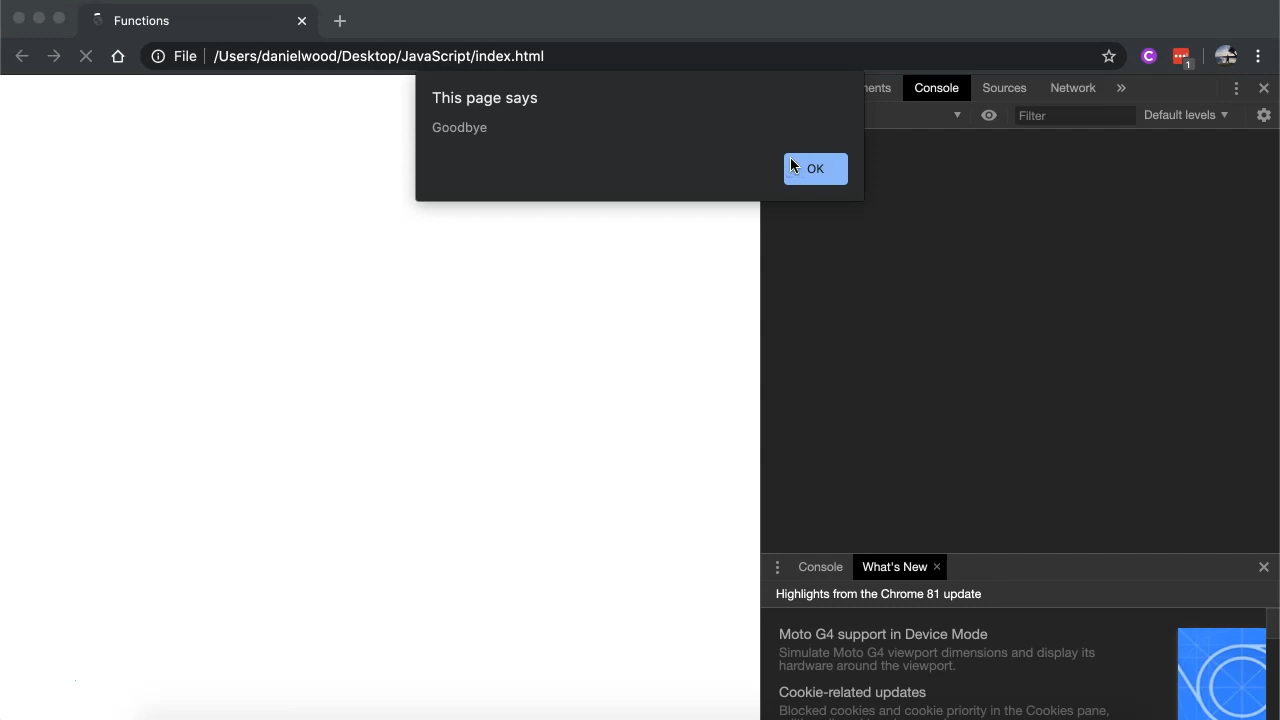 Functions
File
/Users/danielwood/Desktop/JavaScript/index.html
C
1
This page says
Goodbye
OK
Console
Sources
Network
Filter
Default levels
Console
What's New
Highlights from the Chrome 81 update
Moto G4 support in Device Mode
Simulate Moto G4 viewport dimensions and display its
hardware around the viewport.
Cookie-related updates
Blocked cookies and cookie priority in the Cookies pane,